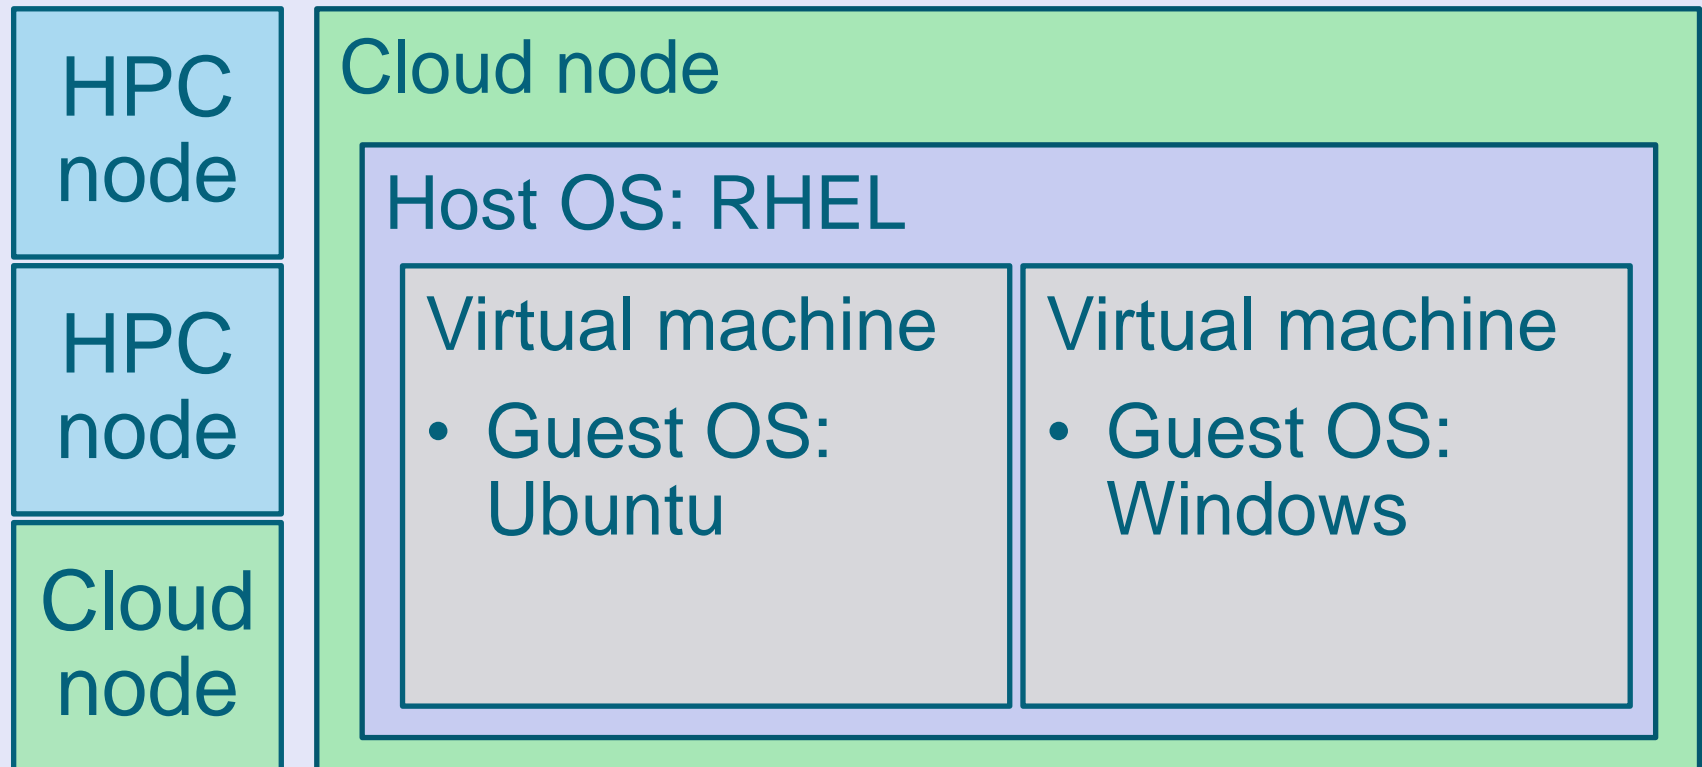 HPC
node
HPC
node
Cloud
node
Cloud node
Host OS: RHEL
Virtual machine
• Guest OS:
Ubuntu
Virtual machine
• Guest OS:
Windows